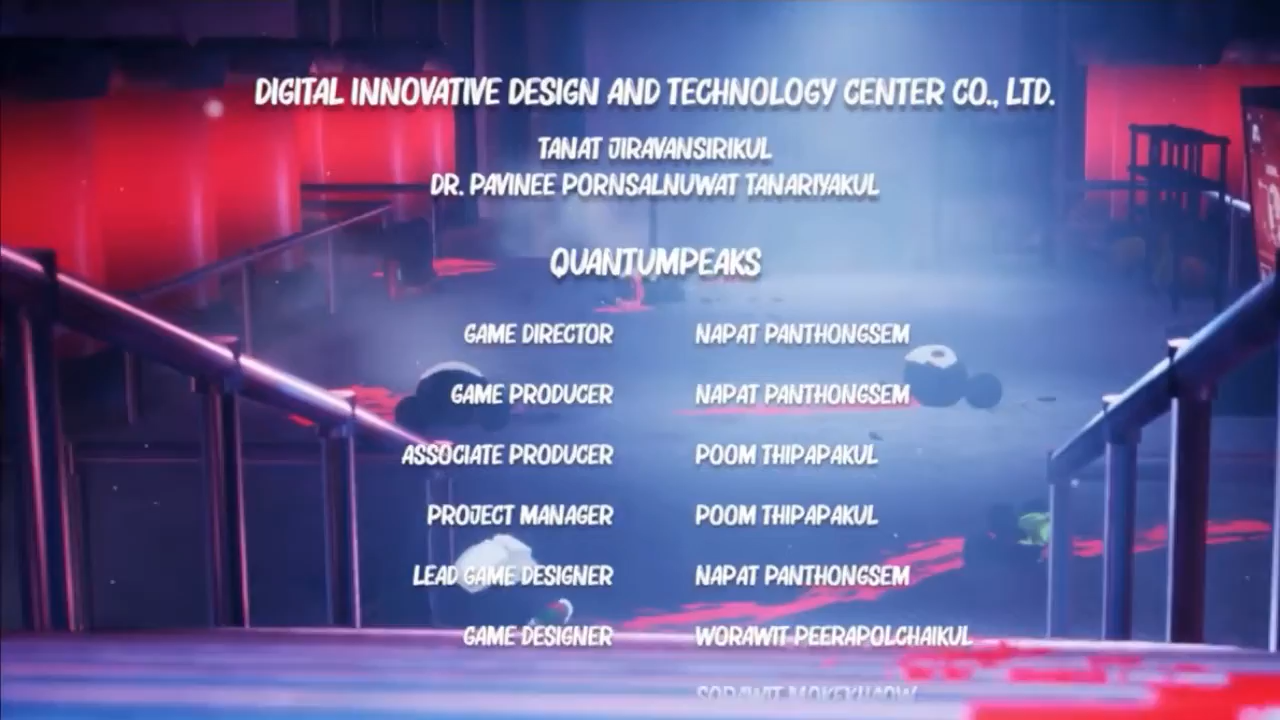 DIGITAL INNOVATIVE DESIGN AND TECHNOLOGY CENTER CO., LTD.
TANAT JIRAVANSIRIKUL
DR. PAVINEE PORNSALNUWAT TANARIYAKUL
QUANTUMPEAKS
GAME DIRECTOR NAPAT PANTHONGSEM
GAME PRODUCER NAPAT PANTHONGSEM
ASSOCIATE PRODUCER POOM THIPAPAKUL
PROJECT MANAGER POOM THIPAPAKUL
LEAD GAME DESIGNER NAPAT PANTHONGSEM
GAME DESIGNER WORAWIT PEERAPOLCHAIKUL